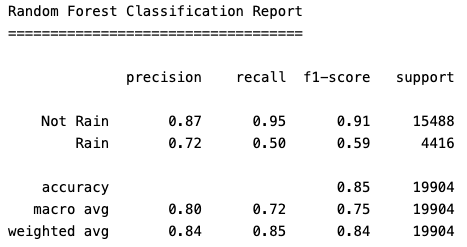 Random Forest Classification Report
===================================
precision recall f1-score support
Not Rain 0.87 0.95 0.91 15488
Rain 0.72 0.50 0.59 4416
accuracy 0.85 19904
macro avg 0.80 0.72 0.75 19904
weighted avg 0.84 0.85 0.84 19904